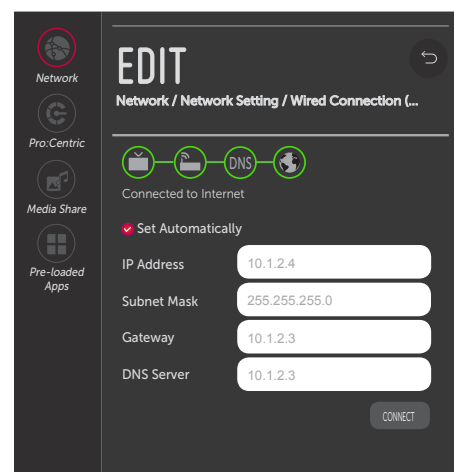 Network
Pro:Centric
Media Share
Pre-loaded
Apps
EDIT
Network / Network Setting / Wired Connection (...
DNS
Connected to Internet
Set Automatically
IP Address 10.1.2.4
Subnet Mask 255.255.255.0
Gateway 10.1.2.3
DNS Server 10.1.2.3
CONNECT